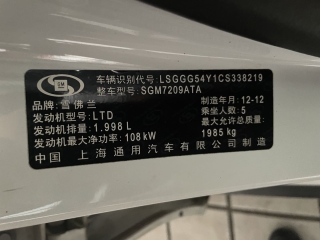 车辆识别代号: LSGGG54Y1CS338219
整车型号: SGM7209ATA
品牌: 雪佛兰 制造年月: 12-12
发动机型号: LTD 乘坐人数: 5
发动机排量: 1.998 L 最大允许总质量:
发动机最大净功率: 108 kW 1985 kg
中国 上海通用汽车有限公司 制造
GM